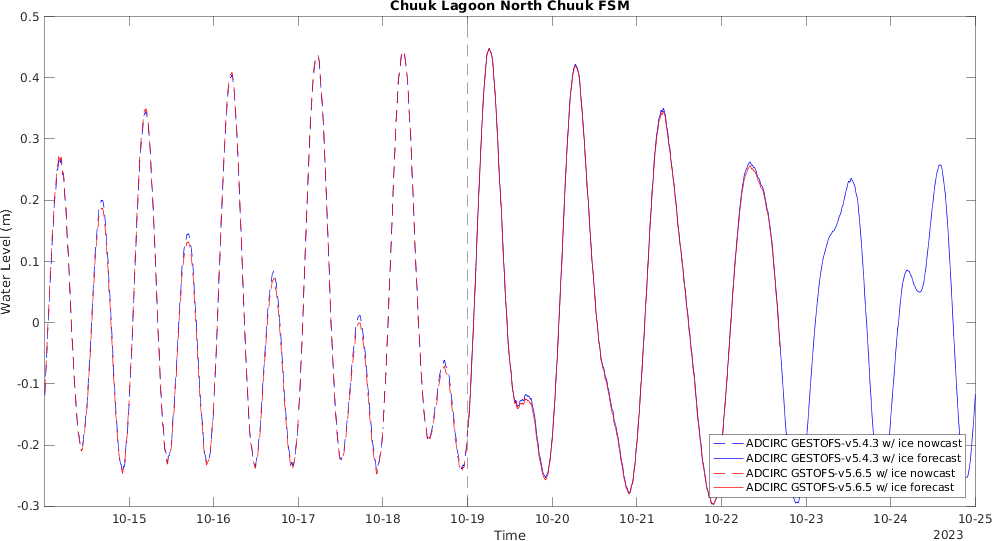 Chuuk Lagoon North Chuuk FSM
0.5
0.4
0.3
0.2
0.1
0
-0.1
-0.2
-0.3
Water Level (m)
ADCIRC GESTOFS-v5.4.3 w/ ice nowcast
ADCIRC GESTOFS-v5.4.3 w/ ice forecast
ADCIRC GSTOFS-v5.6.5 w/ ice nowcast
ADCIRC GSTOFS-v5.6.5 w/ ice forecast
10-15 10-16 10-17 10-18 10-19 10-20 10-21 10-22 10-23 10-24 10-25
Time
2023